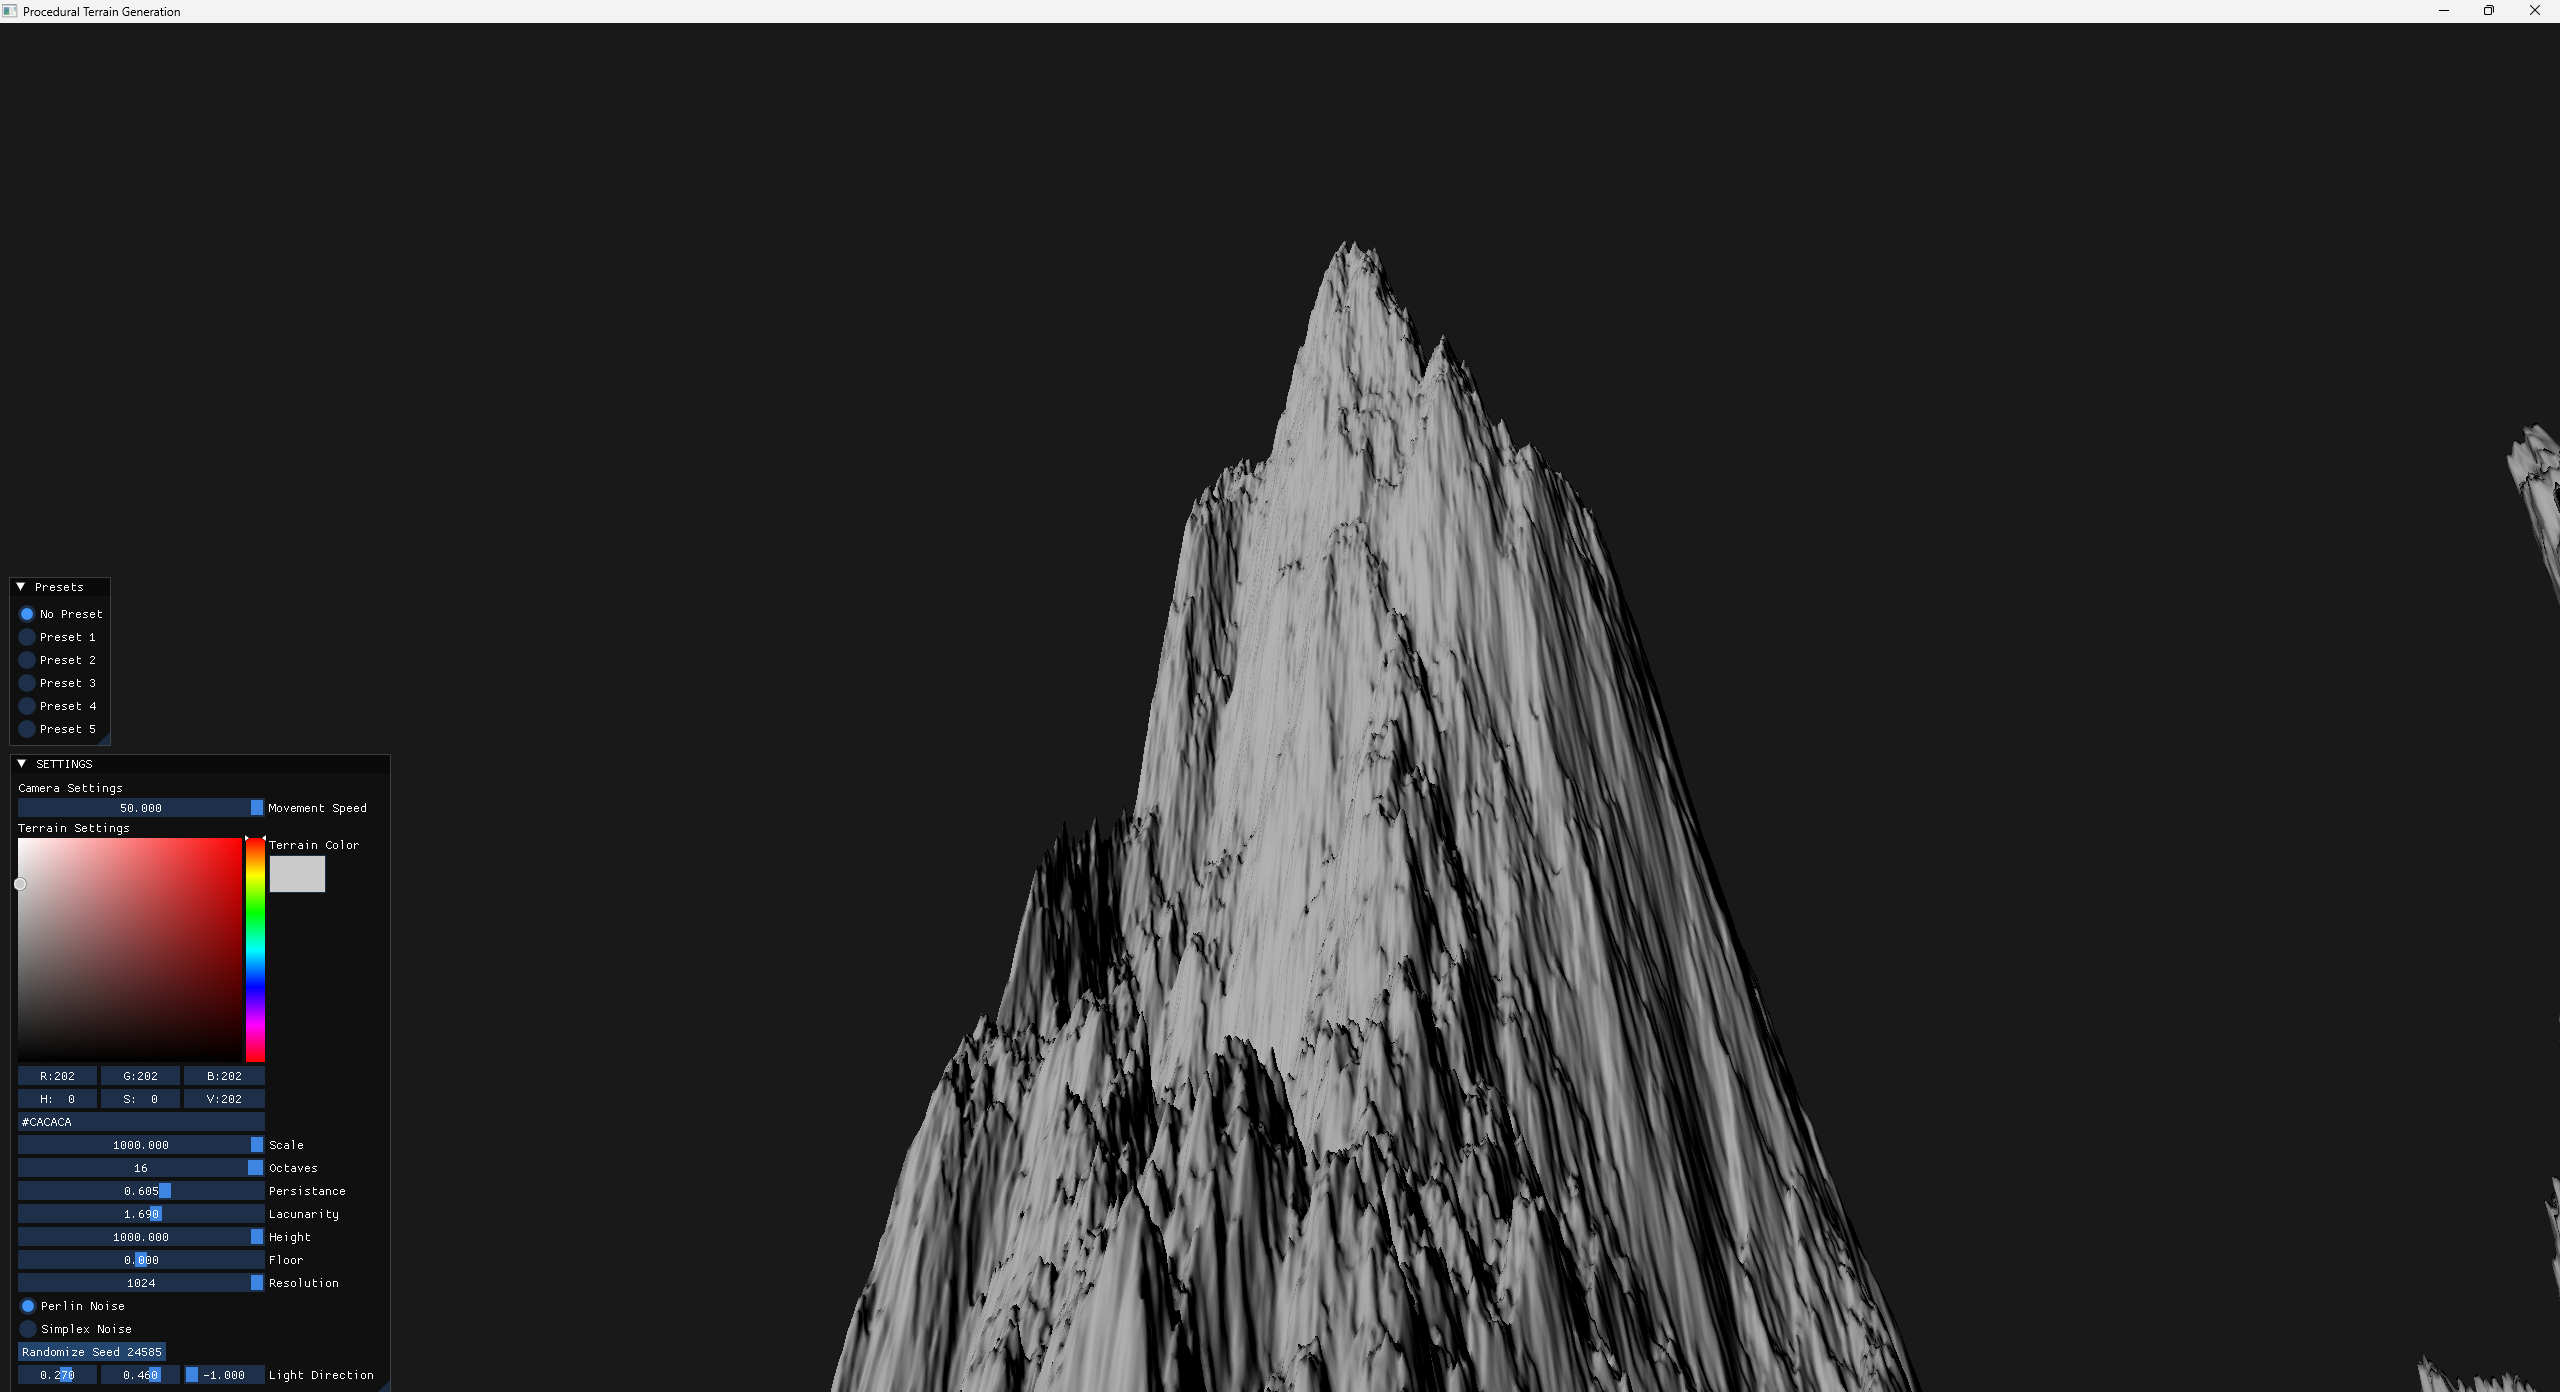 Procedural Terrain Generation
Presets
No Preset
Preset 1
Preset 2
Preset 3
Preset 4
Preset 5
SETTINGS
Camera Settings
50.000 Movement Speed
Terrain Settings
Terrain Color
R:202 G:202 B:202
H: 0 S: 0 V:202
#CACACA
1000.000 Scale
16 Octaves
0.605 Persistance
1.690 Lacunarity
1000.000 Height
0.000 Floor
1024 Resolution
Perlin Noise
Simplex Noise
Randomize Seed 24585
0.270 0.460 -1.000 Light Direction